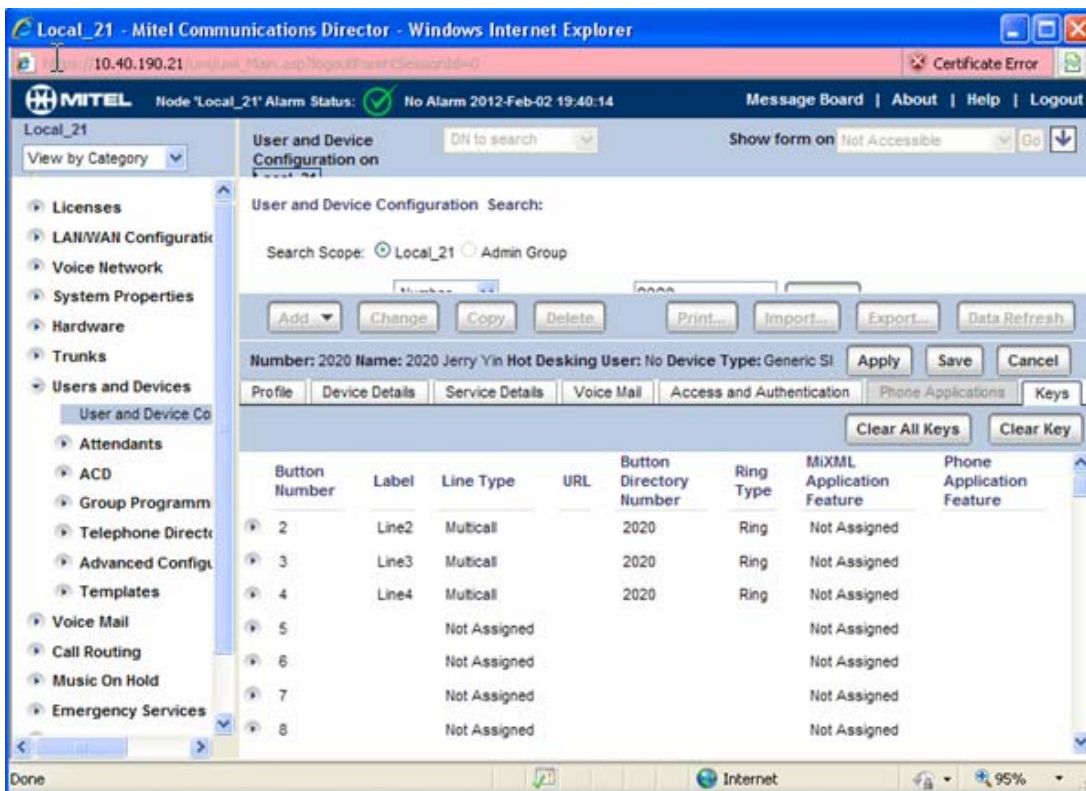 Local_21 - Mitel Communications Director - Windows Internet Explorer
10.40.190.21
Certificate Error
MITEL Node 'Local_21' Alarm Status: No Alarm 2012-Feb-02 19:40:14 Message Board | About | Help | Logout
Local_21
View by Category
User and Device Configuration on
Local_21
DN to search
Show form on Not Accessible Go
Licenses
LAN/WAN Configuratio
Voice Network
System Properties
Hardware
Trunks
Users and Devices
User and Device Co
Attendants
ACD
Group Programm
Telephone Directo
Advanced Configu
Templates
Voice Mail
Call Routing
Music On Hold
Emergency Services
User and Device Configuration Search:
Search Scope: Local_21 Admin Group
Number 2020
Add Change Copy Delete Print... Import... Export... Data Refresh
Number: 2020 Name: 2020 Jerry Yin Hot Desking User: No Device Type: Generic SI Apply Save Cancel
Profile Device Details Service Details Voice Mail Access and Authentication Phone Applications Keys
Clear All Keys Clear Key
Button Number Label Line Type URL Button Directory Number Ring Type MiXML Application Feature Phone Application Feature
2 Line2 Multicall 2020 Ring Not Assigned
3 Line3 Multicall 2020 Ring Not Assigned
4 Line4 Multicall 2020 Ring Not Assigned
5 Not Assigned Not Assigned
6 Not Assigned Not Assigned
7 Not Assigned Not Assigned
8 Not Assigned Not Assigned
Done Internet 95%